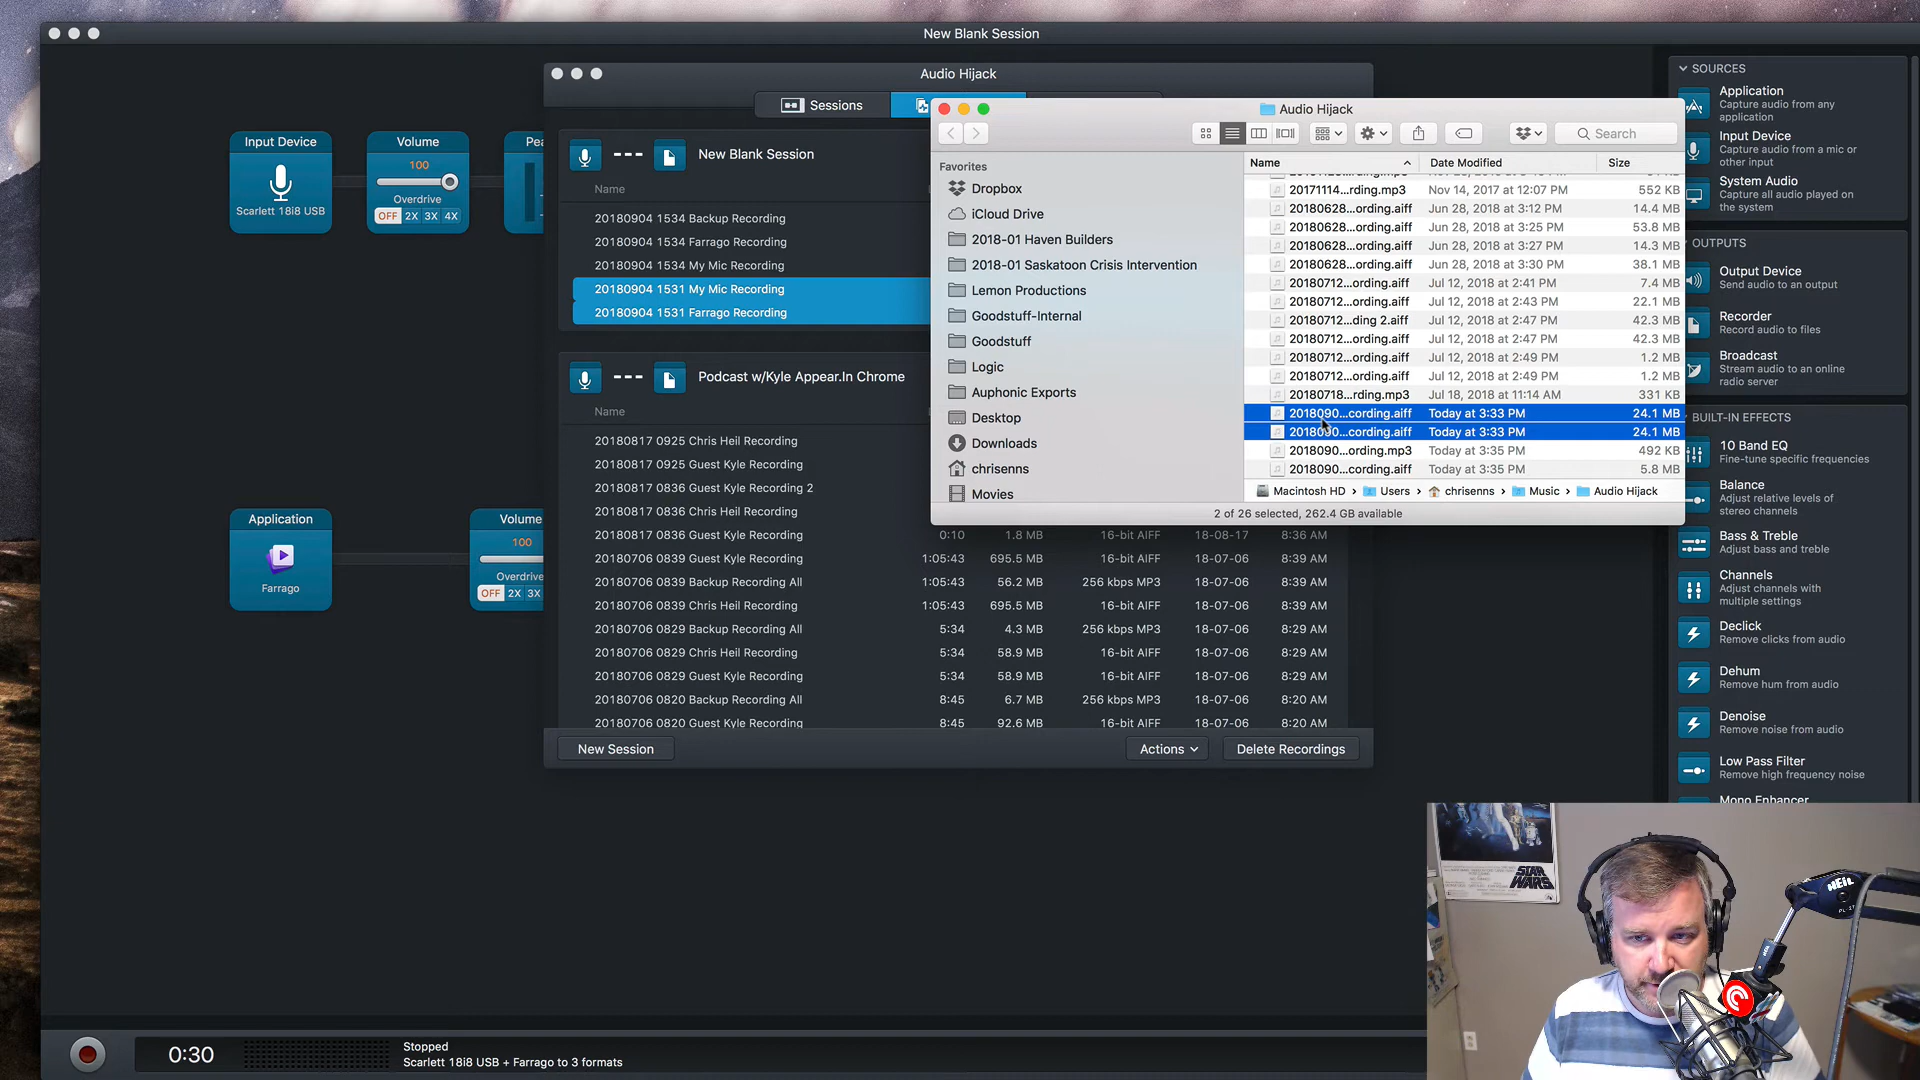 New Blank Session
Audio Hijack
Sessions
Input Device
Scarlett 18i8 USB
Volume
100
Overdrive
OFF 2X 3X 4X
Application
Farrago
Volume
100
Overdrive
OFF 2X 3X
New Blank Session
Name
20180904 1534 Backup Recording
20180904 1534 Farrago Recording
20180904 1534 My Mic Recording
20180904 1531 My Mic Recording
20180904 1531 Farrago Recording
Podcast w/Kyle Appear.In Chrome
Name
20180817 0925 Chris Heil Recording
20180817 0925 Guest Kyle Recording
20180817 0836 Guest Kyle Recording 2
20180817 0836 Guest Kyle Recording
20180817 0836 Guest Kyle Recording 0:10 1.8 MB 16-bit AIFF 18-08-17 8:36 AM
20180706 0839 Guest Kyle Recording 1:05:43 695.5 MB 16-bit AIFF 18-07-06 8:39 AM
20180706 0839 Backup Recording All 1:05:43 56.2 MB 256 kbps MP3 18-07-06 8:39 AM
20180706 0839 Chris Heil Recording 1:05:43 695.5 MB 16-bit AIFF 18-07-06 8:39 AM
20180706 0829 Backup Recording All 5:34 4.3 MB 256 kbps MP3 18-07-06 8:29 AM
20180706 0829 Chris Heil Recording 5:34 58.9 MB 16-bit AIFF 18-07-06 8:29 AM
20180706 0829 Guest Kyle Recording 5:34 58.9 MB 16-bit AIFF 18-07-06 8:29 AM
20180706 0820 Backup Recording All 8:45 6.7 MB 256 kbps MP3 18-07-06 8:20 AM
20180706 0820 Guest Kyle Recording 8:45 92.6 MB 16-bit AIFF 18-07-06 8:20 AM
New Session
Actions
Delete Recordings
Audio Hijack
Search
Favorites
Dropbox
iCloud Drive
2018-01 Haven Builders
2018-01 Saskatoon Crisis Intervention
Lemon Productions
Goodstuff-Internal
Goodstuff
Logic
Auphonic Exports
Desktop
Downloads
chrisenns
Movies
Name Date Modified Size
20171114...rding.mp3 Nov 14, 2017 at 12:07 PM 552 KB
20180628...ording.aiff Jun 28, 2018 at 3:12 PM 14.4 MB
20180628...ording.aiff Jun 28, 2018 at 3:25 PM 53.8 MB
20180628...ording.aiff Jun 28, 2018 at 3:27 PM 14.3 MB
20180628...ording.aiff Jun 28, 2018 at 3:30 PM 38.1 MB
20180712...ording.aiff Jul 12, 2018 at 2:41 PM 7.4 MB
20180712...ording.aiff Jul 12, 2018 at 2:43 PM 22.1 MB
20180712...ding 2.aiff Jul 12, 2018 at 2:47 PM 42.3 MB
20180712...ording.aiff Jul 12, 2018 at 2:47 PM 42.3 MB
20180712...ording.aiff Jul 12, 2018 at 2:49 PM 1.2 MB
20180712...ording.aiff Jul 12, 2018 at 2:49 PM 1.2 MB
20180718...rding.mp3 Jul 18, 2018 at 11:14 AM 331 KB
2018090...cording.aiff Today at 3:33 PM 24.1 MB
2018090...cording.aiff Today at 3:33 PM 24.1 MB
2018090...ording.mp3 Today at 3:35 PM 492 KB
2018090...cording.aiff Today at 3:35 PM 5.8 MB
Macintosh HD › Users › chrisenns › Music › Audio Hijack
2 of 26 selected, 262.4 GB available
SOURCES
Application
Capture audio from any
application
Input Device
Capture audio from a mic or
other input
System Audio
Capture all audio played on
the system
OUTPUTS
Output Device
Send audio to an output
Recorder
Record audio to files
Broadcast
Stream audio to an online
radio server
BUILT-IN EFFECTS
10 Band EQ
Fine-tune specific frequencies
Balance
Adjust relative levels of
stereo channels
Bass & Treble
Adjust bass and treble
Channels
Adjust channels with
multiple settings
Declick
Remove clicks from audio
Dehum
Remove hum from audio
Denoise
Remove noise from audio
Low Pass Filter
Remove high frequency noise
Mono Enhancer
STAR
WARS
HEIL
0:30
Stopped
Scarlett 18i8 USB + Farrago to 3 formats